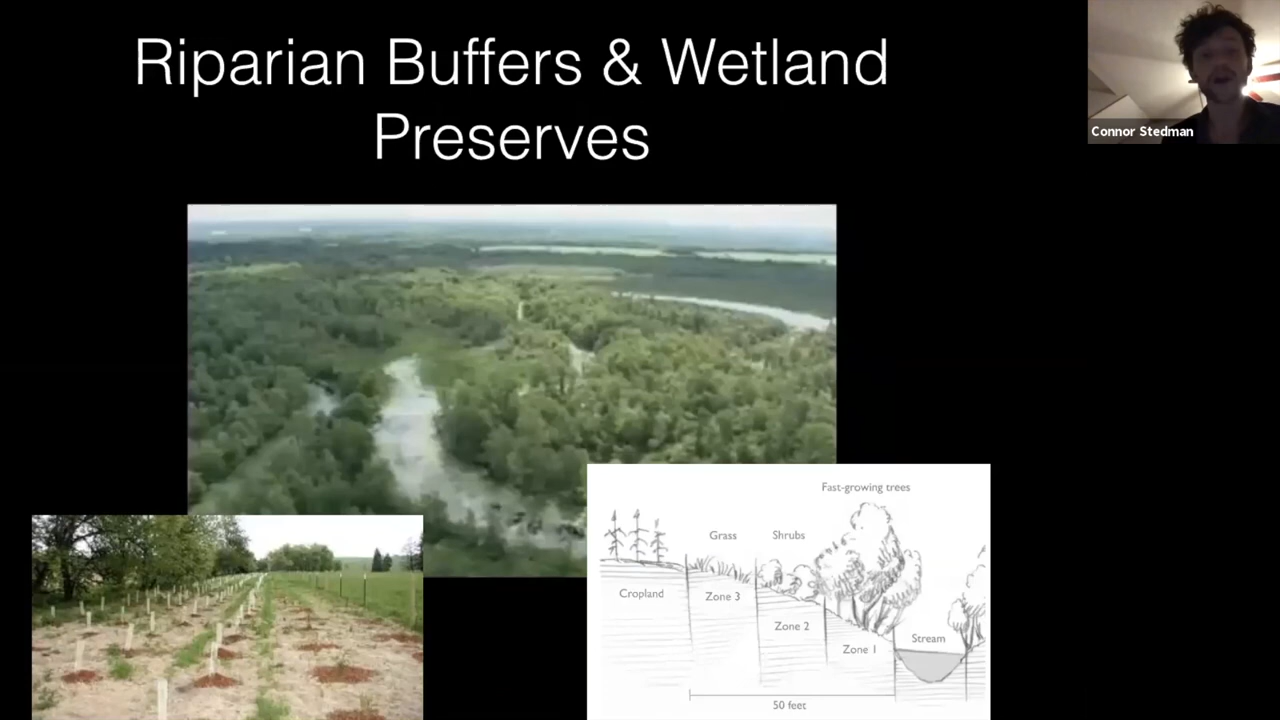 Riparian Buffers & Wetland
Preserves
Connor Stedman
Fast-growing trees
Grass
Shrubs
Cropland
Zone 3
Zone 2
Zone 1
Stream
50 feet